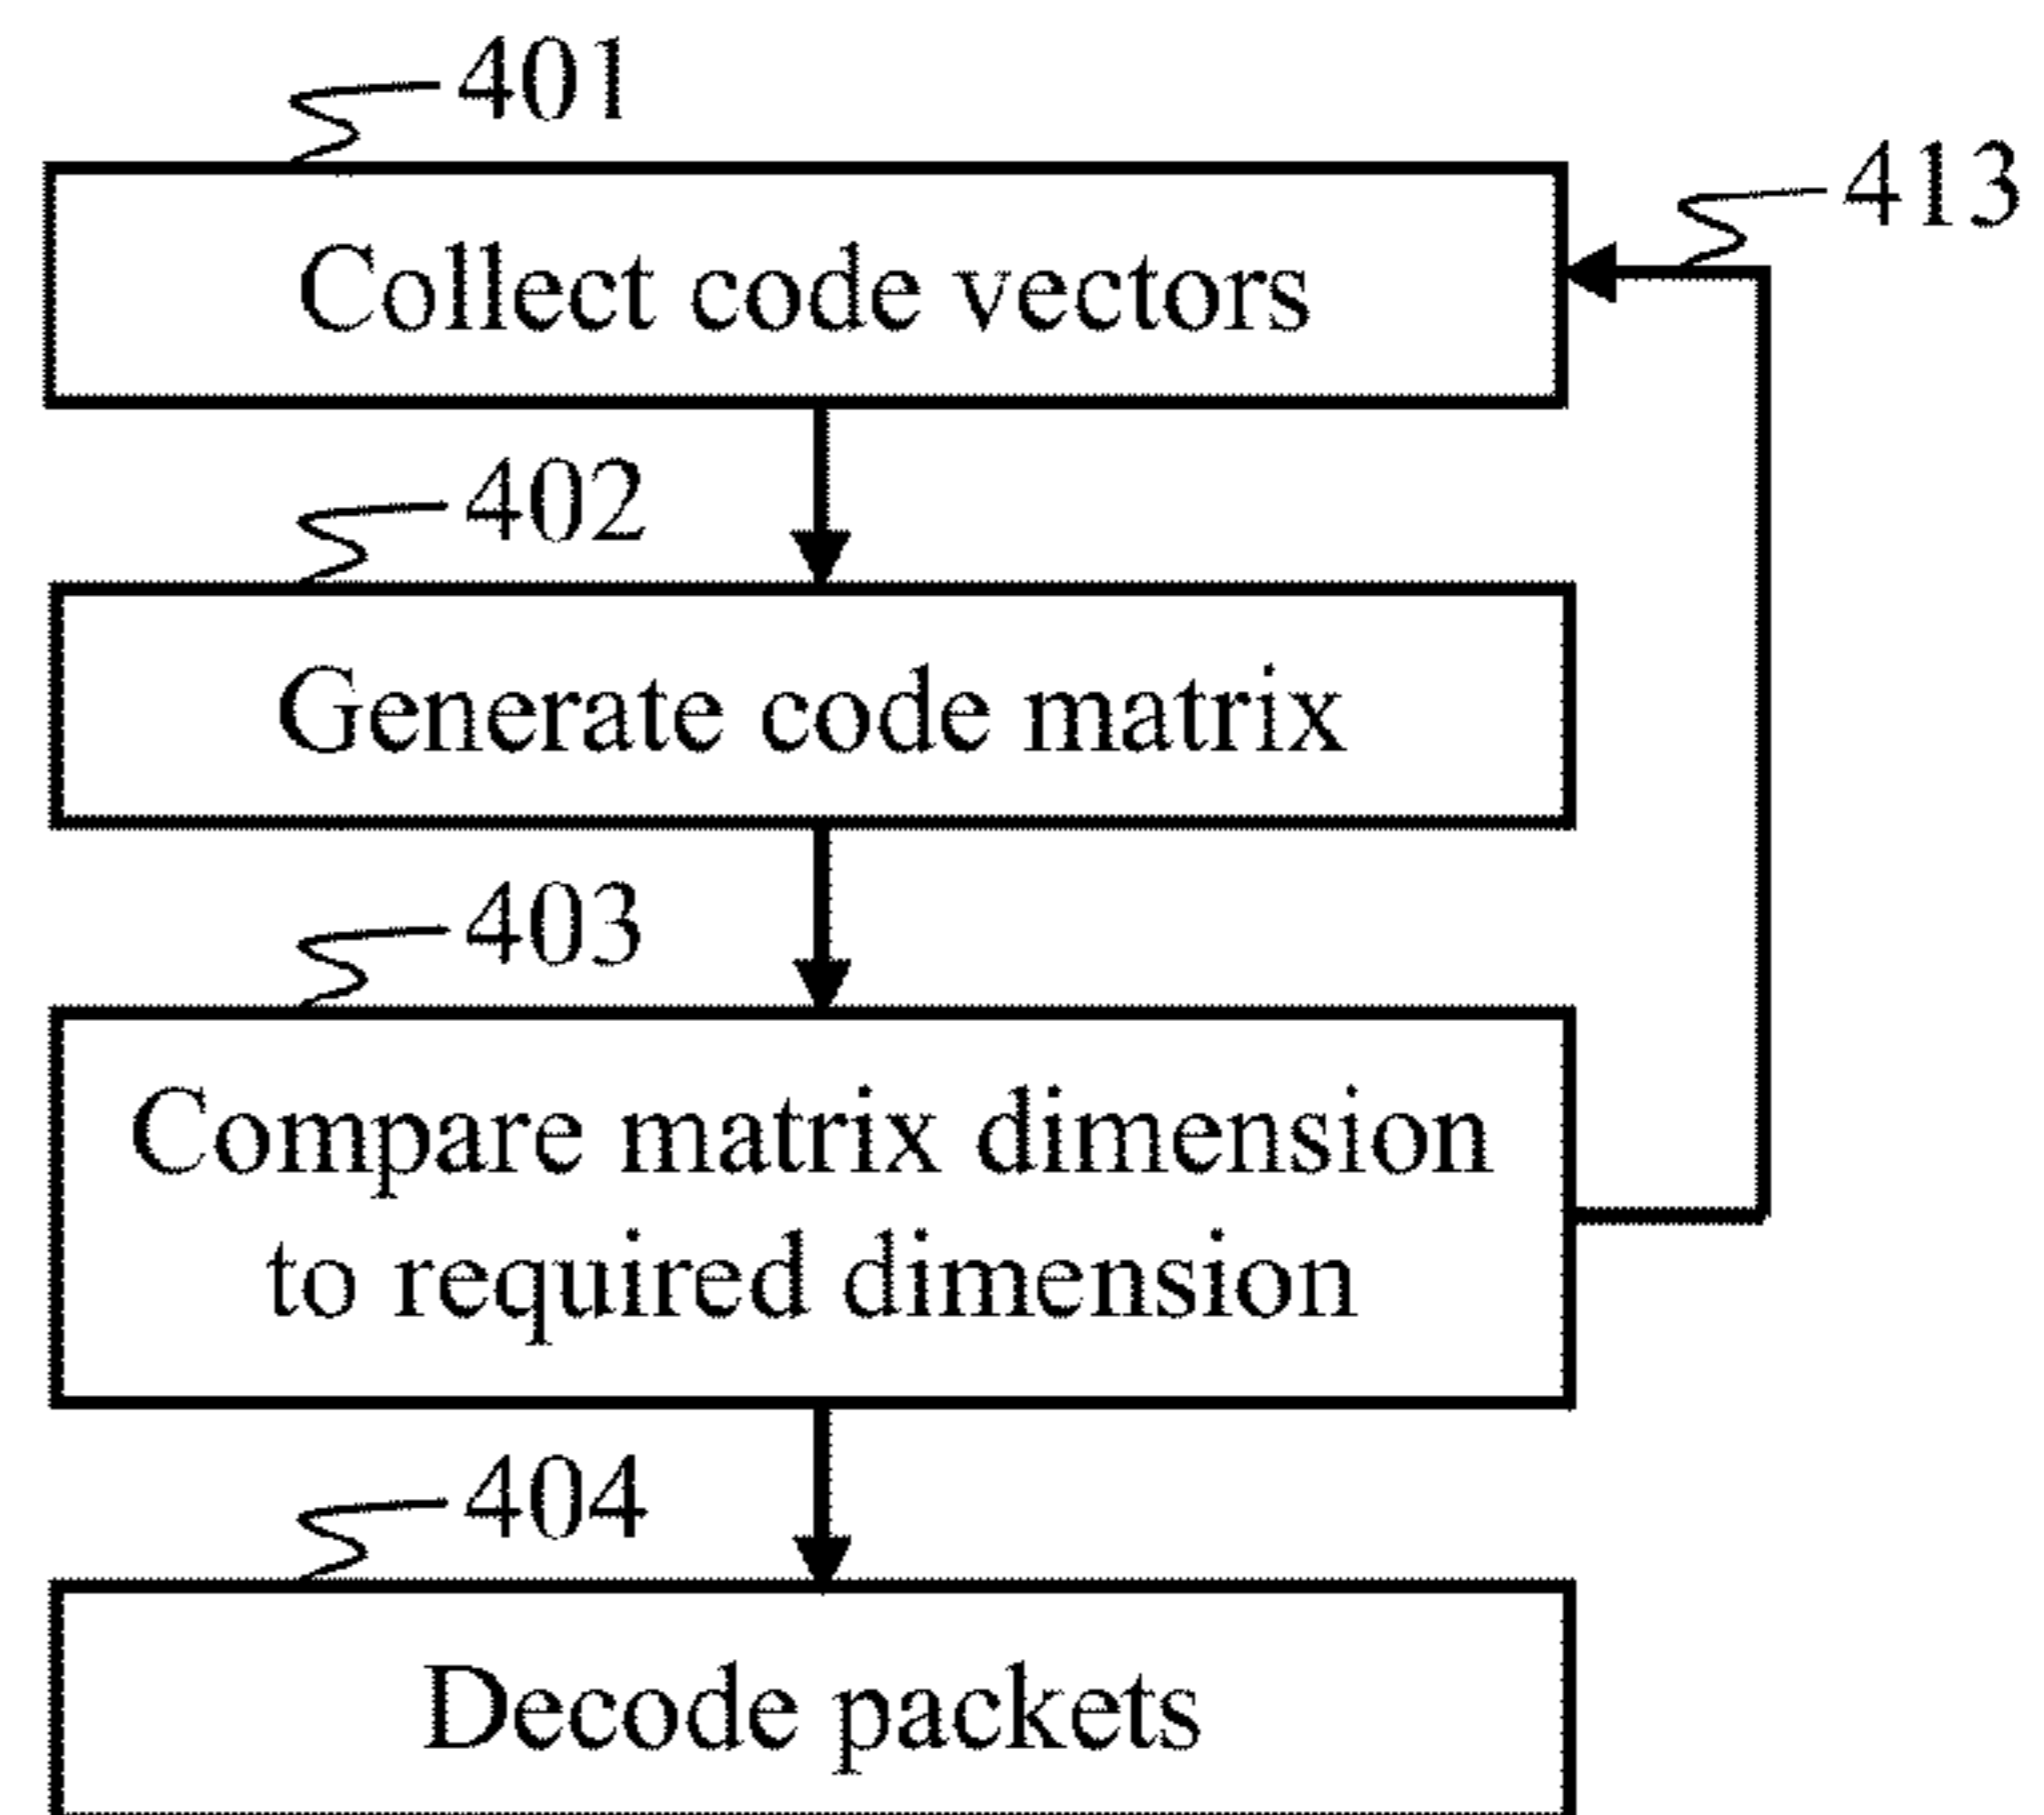 401
413
Collect code vectors
402
Generate code matrix
403
Compare matrix dimension
to required dimension
404
Decode packets